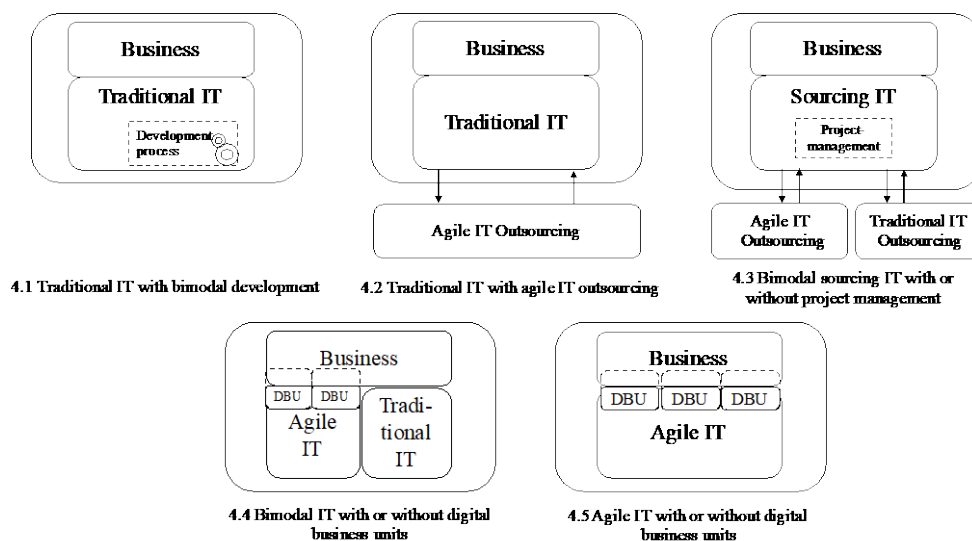 Business
Traditional IT
Development
process
4.1 Traditional IT with bimodal development
Business
Traditional IT
Agile IT Outsourcing
4.2 Traditional IT with agile IT outsourcing
Business
Sourcing IT
Project-
management
Agile IT
Outsourcing
Traditional IT
Outsourcing
4.3 Bimodal sourcing IT with or
without project management
Business
DBU DBU
Agile
IT
Tradi-
tional
IT
4.4 Bimodal IT with or without digital
business units
Business
DBU DBU DBU
Agile IT
4.5 Agile IT with or without digital
business units